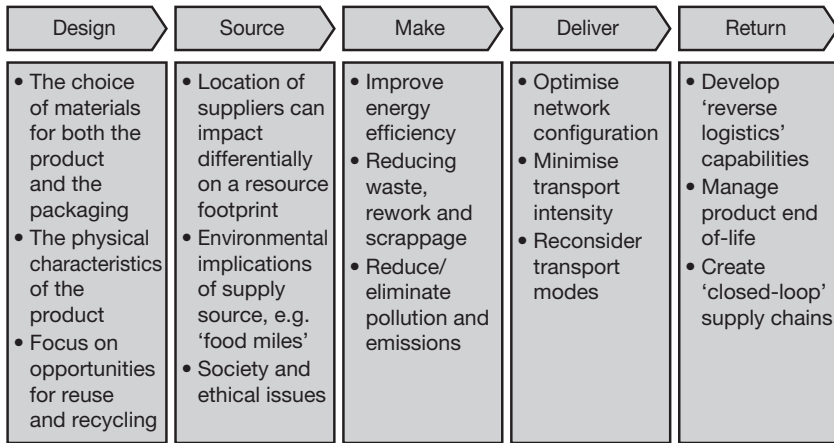 Design
Source
Make
Deliver
Return
• The choice
of materials
for both the
product
and the
packaging
• The physical
characteristics
of the
product
• Focus on
opportunities
for reuse
and recycling
• Location of
suppliers can
impact
differentially
on a resource
footprint
• Environmental
implications
of supply
source, e.g.
‘food miles’
• Society and
ethical issues
• Improve
energy
efficiency
• Reducing
waste,
rework and
scrappage
• Reduce/
eliminate
pollution and
emissions
• Optimise
network
configuration
• Minimise
transport
intensity
• Reconsider
transport
modes
• Develop
‘reverse
logistics’
capabilities
• Manage
product end
of-life
• Create
‘closed-loop’
supply chains